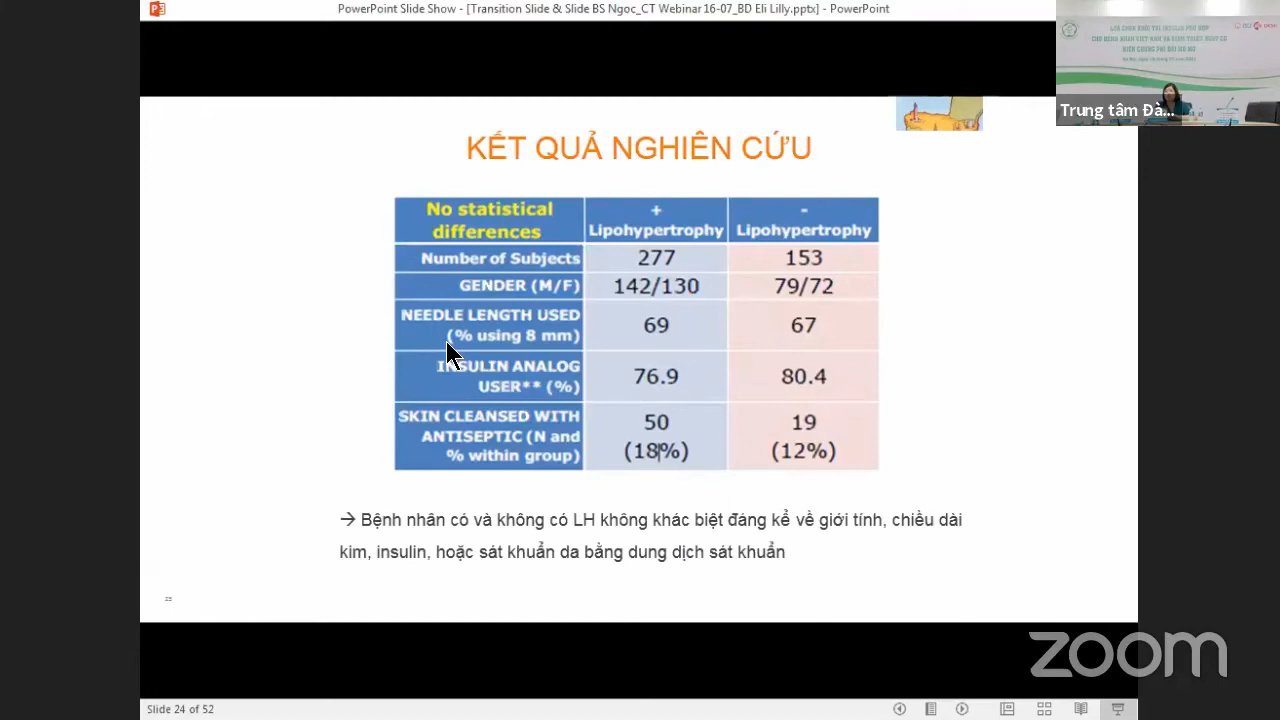 PowerPoint Slide Show - [Transition Slide & Slide BS Ngoc_CT Webinar 16-07_BD Eli Lilly.pptx] - PowerPoint
Trung tâm Đà...
KẾT QUẢ NGHIÊN CỨU
No statistical differences
+ Lipohypertrophy
- Lipohypertrophy
Number of Subjects 277 153
GENDER (M/F) 142/130 79/72
NEEDLE LENGTH USED
(% using 8 mm) 69 67
INSULIN ANALOG
USER** (%) 76.9 80.4
SKIN CLEANSED WITH
ANTISEPTIC (N and
% within group)
50
(18%)
19
(12%)
→ Bệnh nhân có và không có LH không khác biệt đáng kể về giới tính, chiều dài
kim, insulin, hoặc sát khuẩn da bằng dung dịch sát khuẩn
zoom
Slide 24 of 52